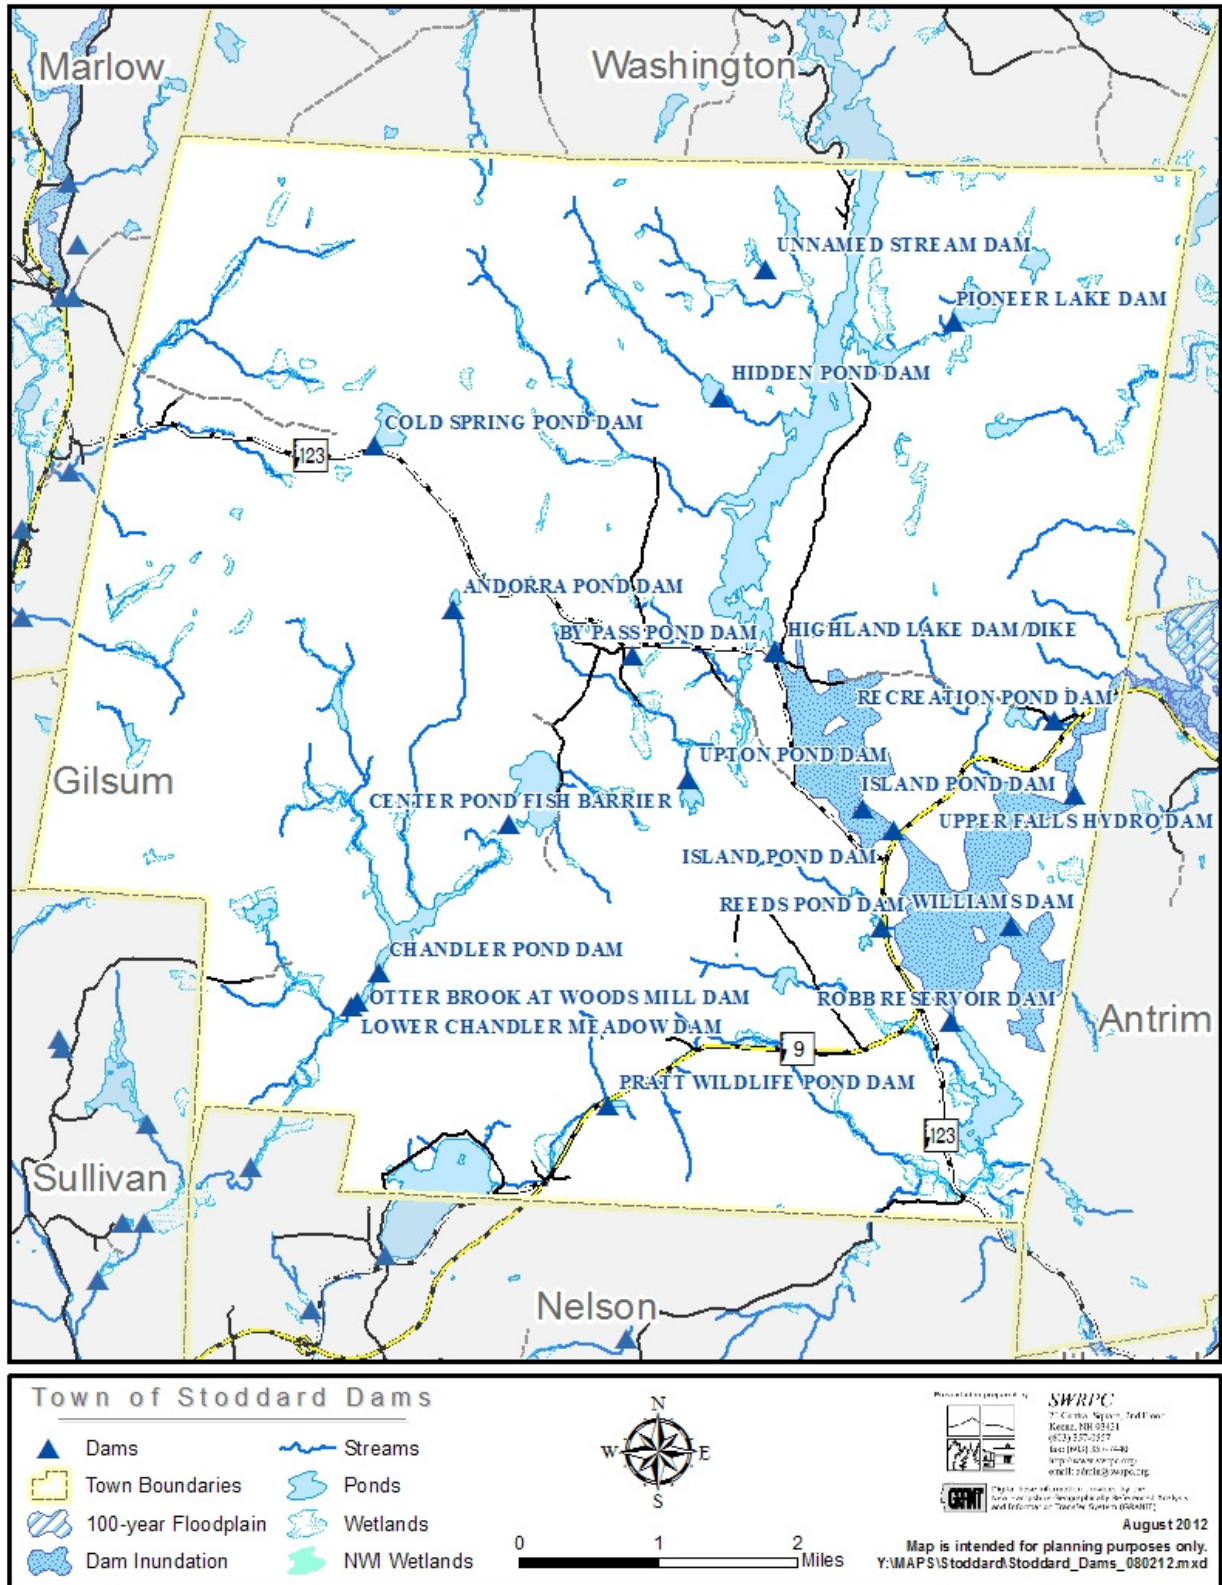 Marlow
Washington
UNNAMED STREAM DAM
PIONEER LAKE DAM
HIDDEN POND DAM
COLD SPRING POND DAM
123
ANDORRA POND DAM
BY PASS POND DAM
HIGHLAND LAKE DAM/DIKE
RECREATION POND DAM
UPTON POND DAM
Gilsum
ISLAND POND DAM
CENTER POND FISH BARRIER
UPPER FALLS HYDRO DAM
ISLAND POND DAM
REEDS POND DAM
WILLIAMS DAM
CHANDLER POND DAM
OTTER BROOK AT WOODS MILL DAM
ROBB RESERVOIR DAM
Antrim
LOWER CHANDLER MEADOW DAM
9
PRATT WILDLIFE POND DAM
123
Sullivan
Nelson
Town of Stoddard Dams
Dams
Town Boundaries
100-year Floodplain
Dam Inundation
Streams
Ponds
Wetlands
NWI Wetlands
N
W E
S
0 1 2 Miles
Presentation prepared by
SWRPC
GRANIT
August 2012
Map is intended for planning purposes only.
Y:\MAPS\Stoddard\Stoddard_Dams_080212.mxd